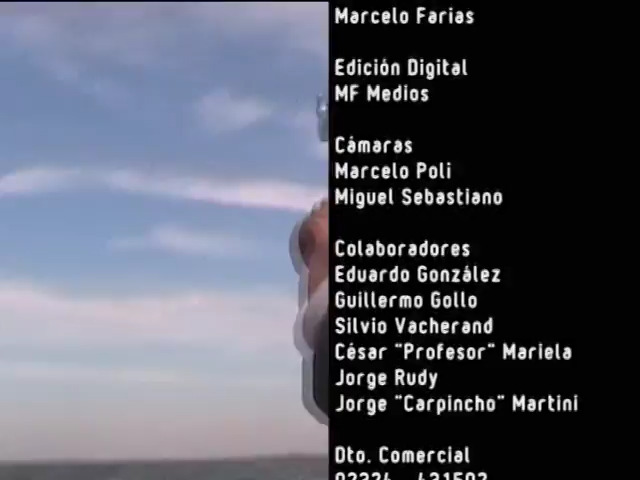 Marcelo Farias
Edición Digital
MF Medios
Cámaras
Marcelo Poli
Miguel Sebastiano
Colaboradores
Eduardo González
Guillermo Gollo
Silvio Vacherand
César "Profesor" Mariela
Jorge Rudy
Jorge "Carpincho" Martini
Dto. Comercial